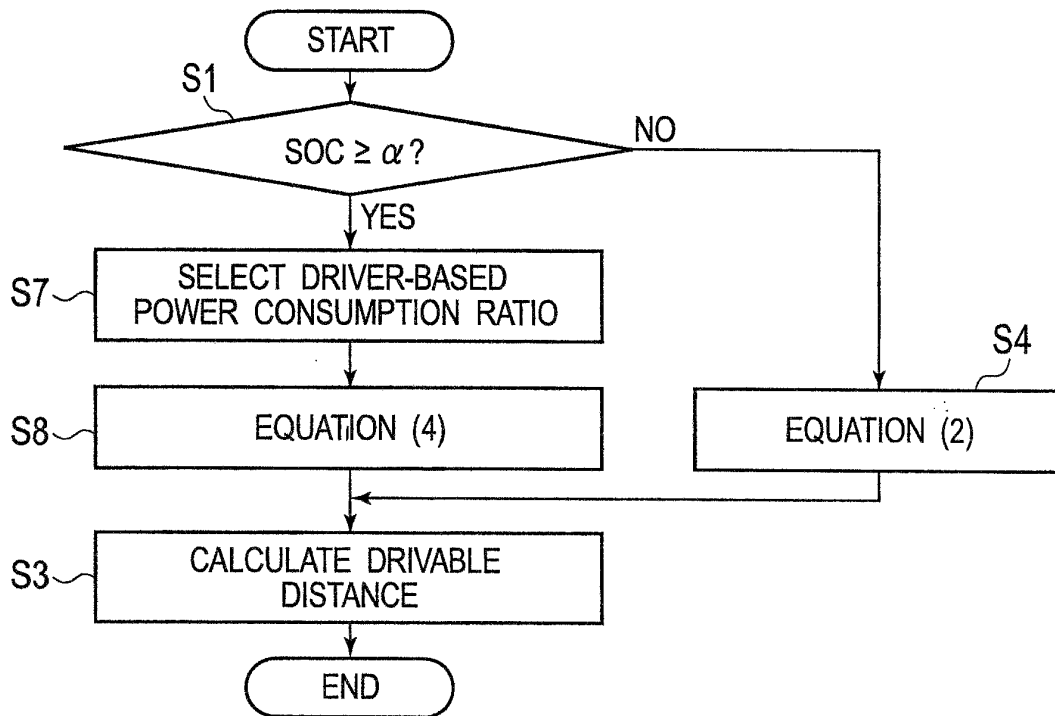 START
S1
SOC ≥ α?
NO
YES
S7
SELECT DRIVER-BASED
POWER CONSUMPTION RATIO
S4
S8
EQUATION (4)
EQUATION (2)
S3
CALCULATE DRIVABLE
DISTANCE
END